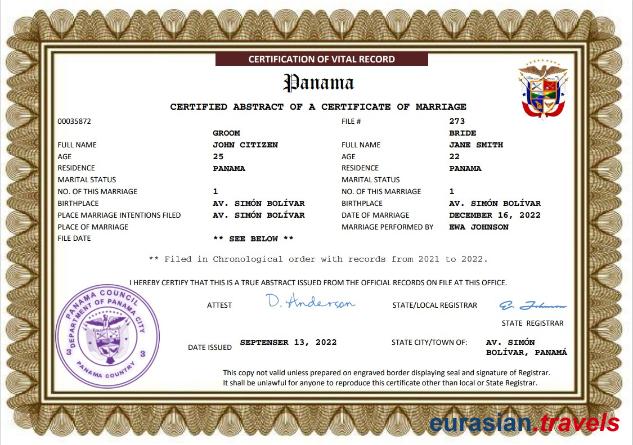 CERTIFICATION OF VITAL RECORD
Panama
CERTIFIED ABSTRACT OF A CERTIFICATE OF MARRIAGE
00035872 FILE # 273
GROOM BRIDE
FULL NAME JOHN CITIZEN FULL NAME JANE SMITH
AGE 25 AGE 22
RESIDENCE PANAMA RESIDENCE PANAMA
MARITAL STATUS MARITAL STATUS
NO. OF THIS MARRIAGE 1 NO. OF THIS MARRIAGE 1
BIRTHPLACE AV. SIMÓN BOLÍVAR BIRTHPLACE AV. SIMÓN BOLÍVAR
PLACE MARRIAGE INTENTIONS FILED AV. SIMÓN BOLÍVAR DATE OF MARRIAGE DECEMBER 16, 2022
PLACE OF MARRIAGE MARRIAGE PERFORMED BY EWA JOHNSON
FILE DATE ** SEE BELOW **
** Filed in Chronological order with records from 2021 to 2022.
I HEREBY CERTIFY THAT THIS IS A TRUE ABSTRACT ISSUED FROM THE OFFICIAL RECORDS ON FILE AT THIS OFFICE.
PANAMA COUNCIL
DEPARTMENT OF PANAMA CITY
3 3
PANAMA COUNTRY
ATTEST D. Anderson STATE/LOCAL REGISTRAR
STATE REGISTRAR
DATE ISSUED SEPTENSER 13, 2022 STATE CITY/TOWN OF: AV. SIMÓN
BOLÍVAR, PANAMÁ
This copy not valid unless prepared on engraved border displaying seal and signature of Registrar.
It shall be unlawful for anyone to reproduce this certificate other than local or State Registrar.
eurasian.travels